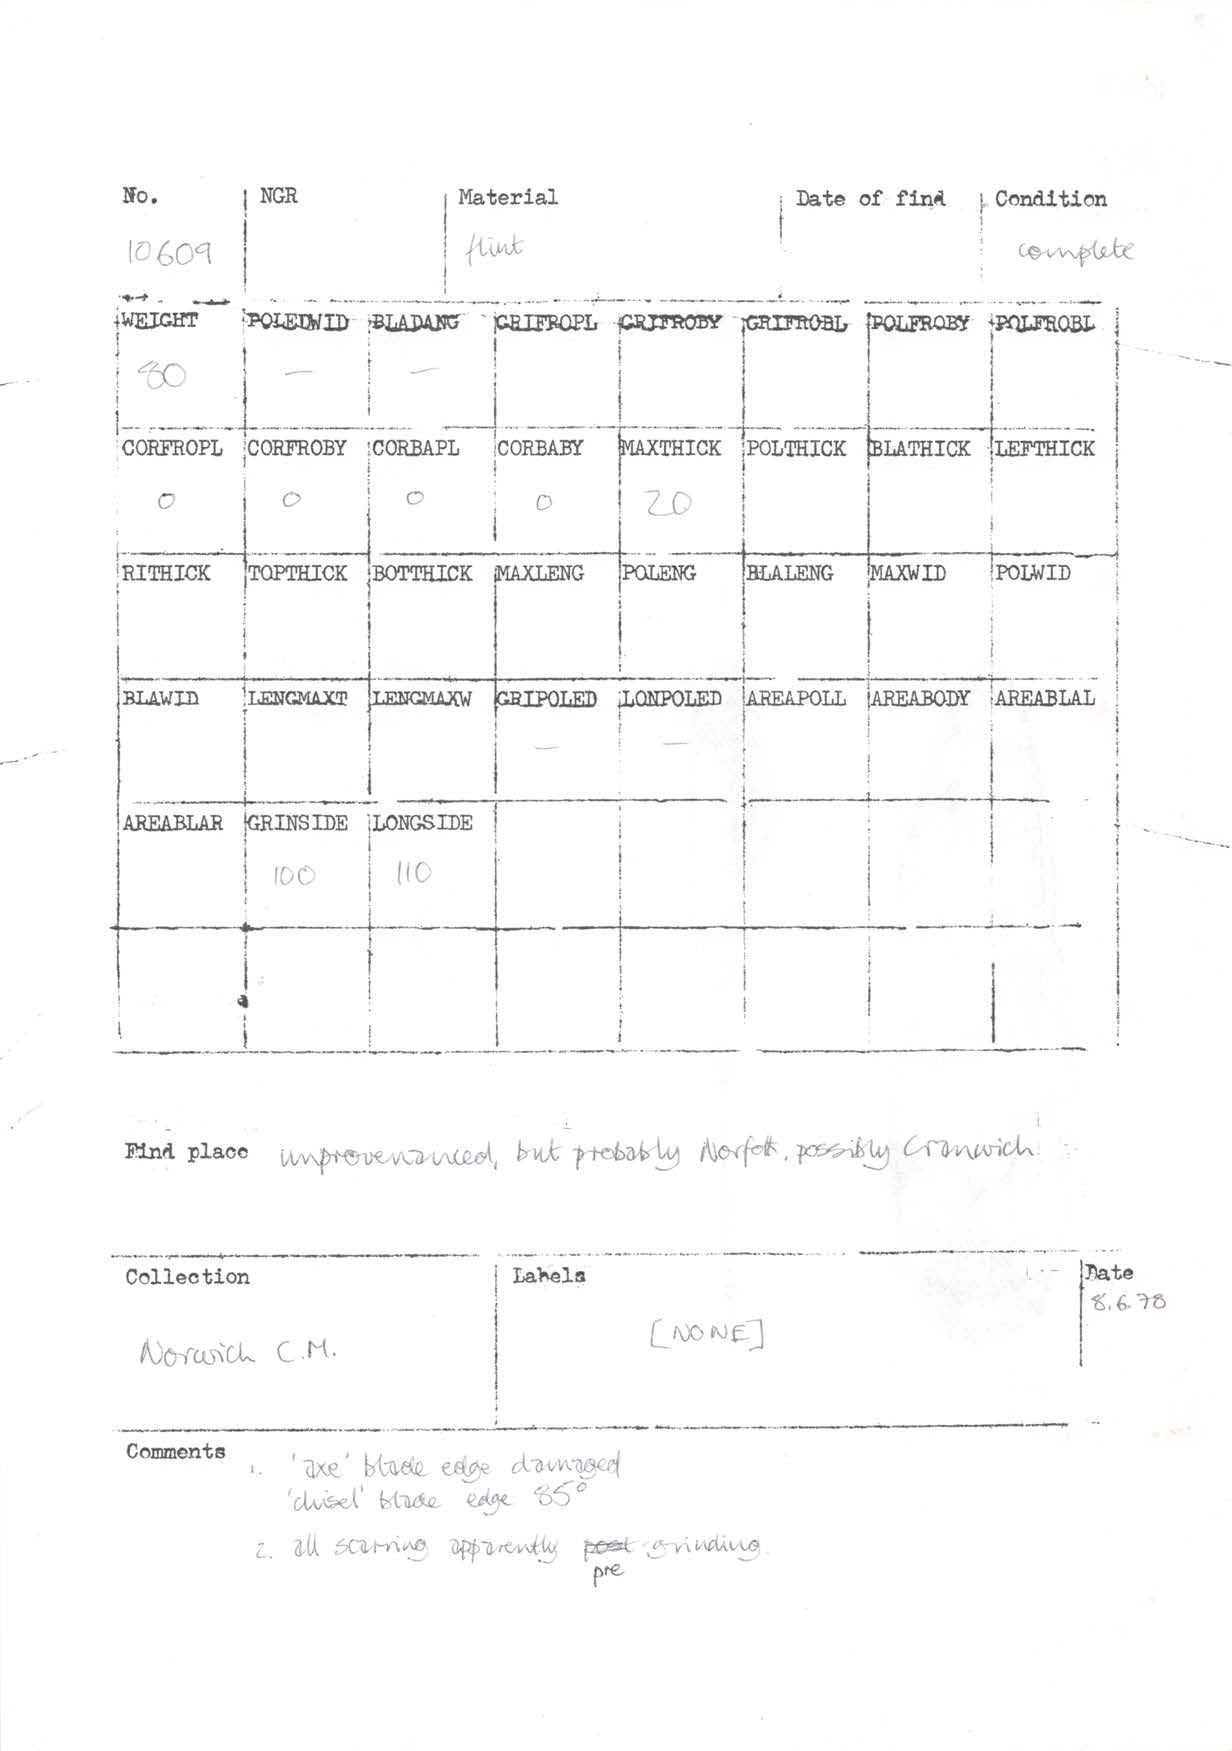 No. NGR Material Date of find Condition
10609 flint complete
WEIGHT POLEDWID BLADANG GRIFROPL GRIFROBY GRIFROBL POLFROBY POLFROBL
80 — —
CORFROPL CORFROBY CORBAPL CORBABY MAXTHICK POLTHICK BLATHICK LEFTHICK
0 0 0 0 20
RITHICK TOPTHICK BOTTHICK MAXLENG POLENG BLALENG MAXWID POLWID
BLAWID LENGMAXT LENGMAXW GRIPOLED LONPOLED AREAPOLL AREABODY AREABLAL
— —
AREABLAR GRINSIDE LONGSIDE
100 110
Find place unprovenanced, but probably Norfolk, possibly Cranwich.
Collection Labels Date
8.6.78
[NONE]
Norwich C.M.
Comments 1. 'axe' blade edge damaged
'chisel' blade edge 85°
2. all scarring apparently post grinding.
pre